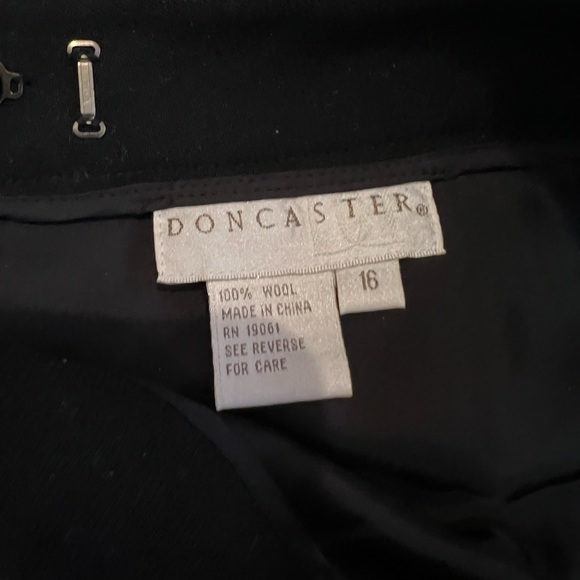 DONCASTER®
16
100% WOOL
MADE IN CHINA
RN 19061
SEE REVERSE
FOR CARE